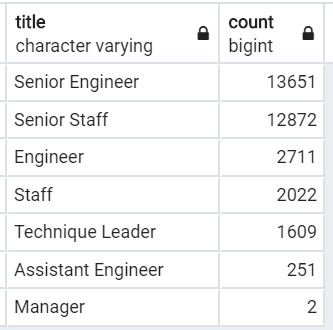 title count
character varying bigint
Senior Engineer 13651
Senior Staff 12872
Engineer 2711
Staff 2022
Technique Leader 1609
Assistant Engineer 251
Manager 2